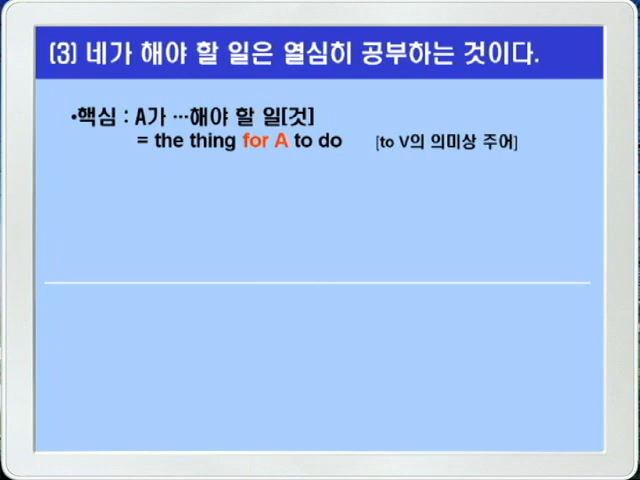 (3) 네가 해야 할 일은 열심히 공부하는 것이다.
•핵심 : A가 …해야 할 일[것]
= the thing for A to do [to V의 의미상 주어]